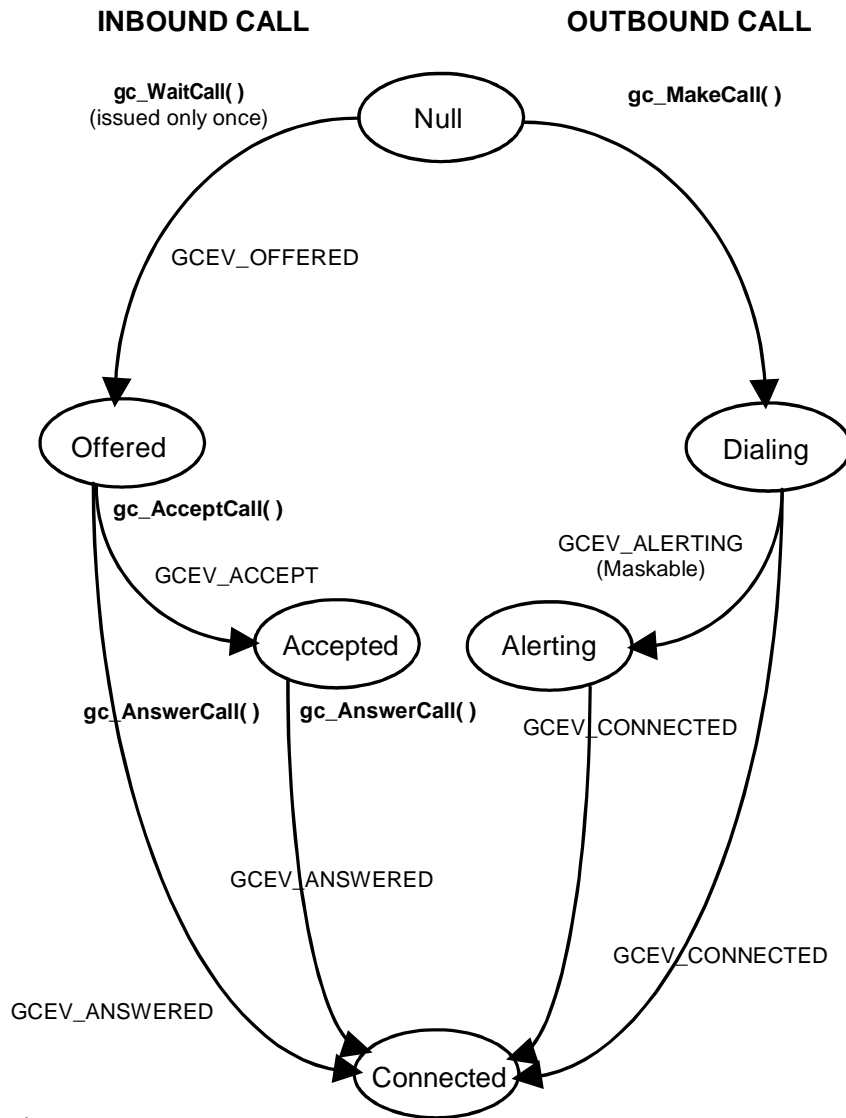 INBOUND CALL
OUTBOUND CALL
gc_WaitCall( )
(issued only once)
Null
gc_MakeCall( )
GCEV_OFFERED
Offered
Dialing
gc_AcceptCall( )
GCEV_ACCEPT
GCEV_ALERTING
(Maskable)
Accepted
Alerting
gc_AnswerCall( )
gc_AnswerCall( )
GCEV_CONNECTED
GCEV_ANSWERED
GCEV_CONNECTED
GCEV_ANSWERED
Connected